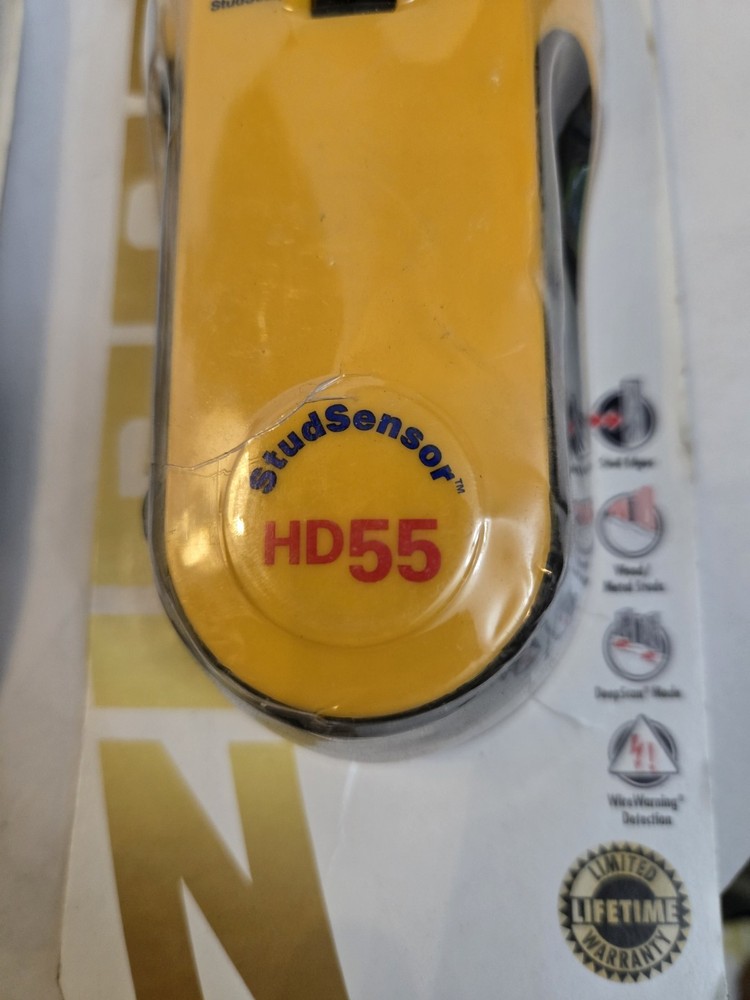 StudSensor™
HD55
Stud Edges
Wood/
Metal Studs
DeepScan® Mode
WireWarning®
Detection
LIMITED
LIFETIME
WARRANTY